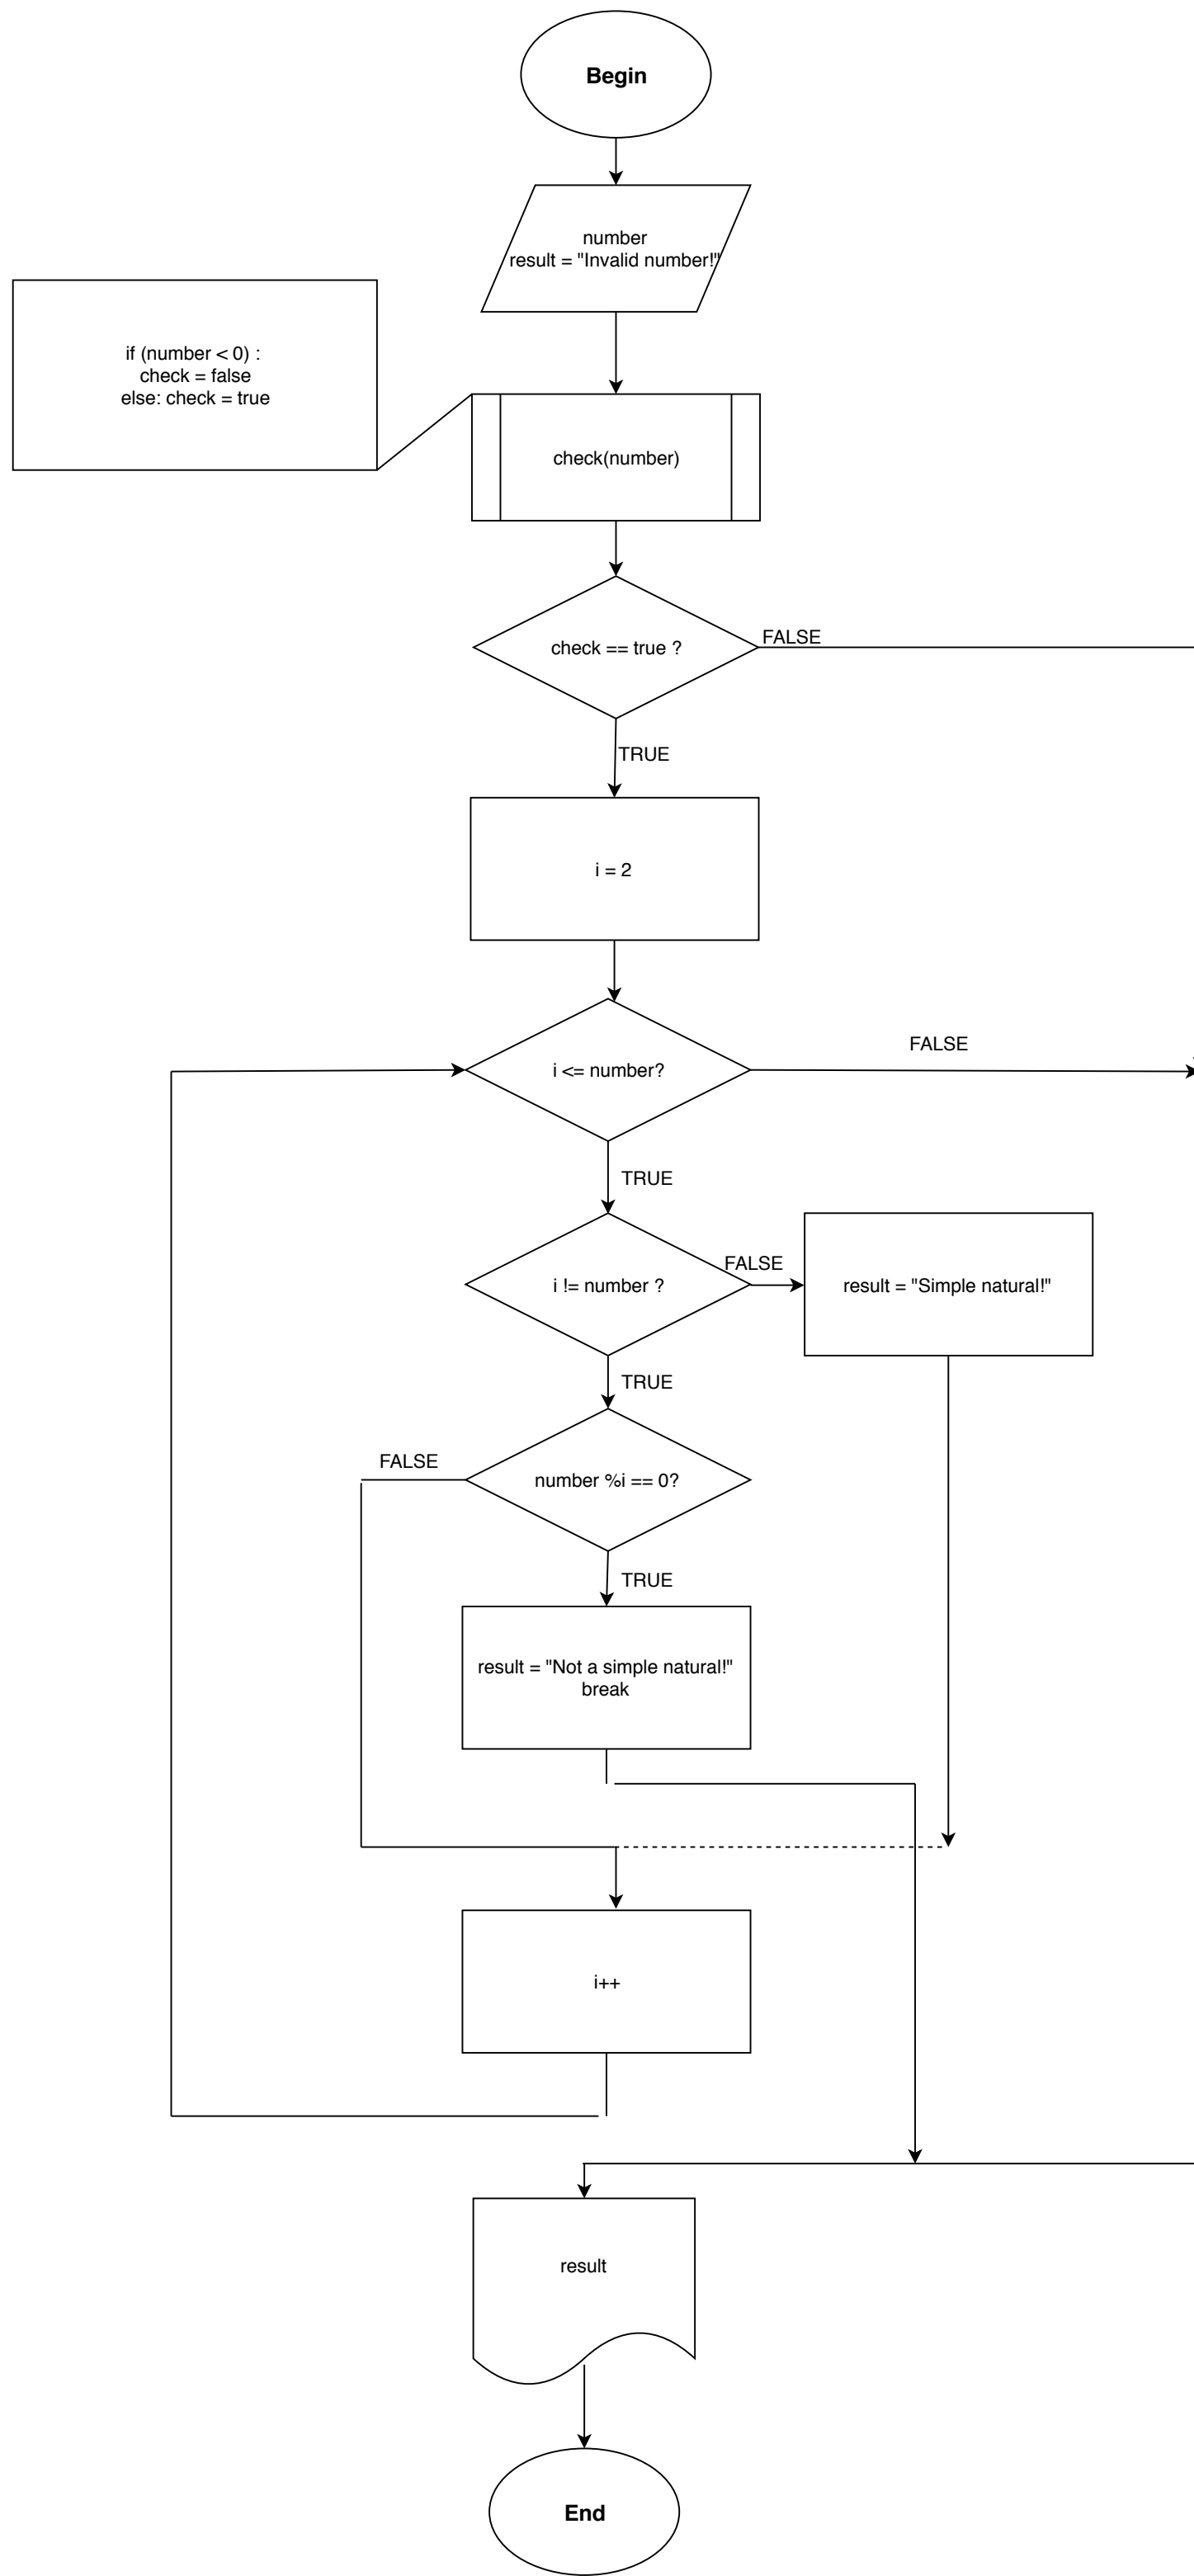 Begin
number
result = "Invalid number!"
if (number < 0) :
check = false
else: check = true
check(number)
check == true ?
FALSE
TRUE
i = 2
i <= number?
FALSE
TRUE
i != number ?
FALSE
result = "Simple natural!"
TRUE
number %i == 0?
FALSE
TRUE
result = "Not a simple natural!"
break
i++
result
End